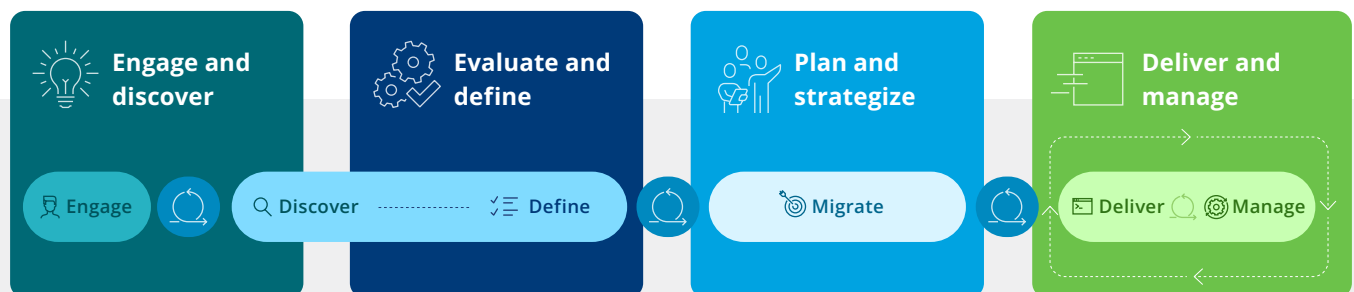 Engage and
discover
Evaluate and
define
Plan and
strategize
Deliver and
manage
Engage
Discover
Define
Migrate
Deliver
Manage